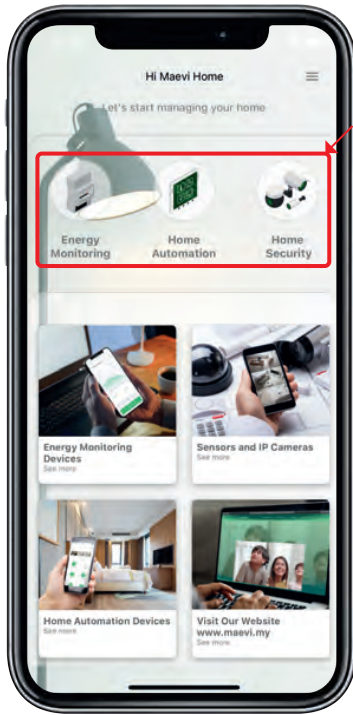 Hi Maevi Home
Let's start managing your home
Energy
Monitoring
Home
Automation
Home
Security
Energy Monitoring
Devices
See more
Sensors and IP Cameras
See more
Home Automation Devices
See more
Visit Our Website
www.maevi.my
See more